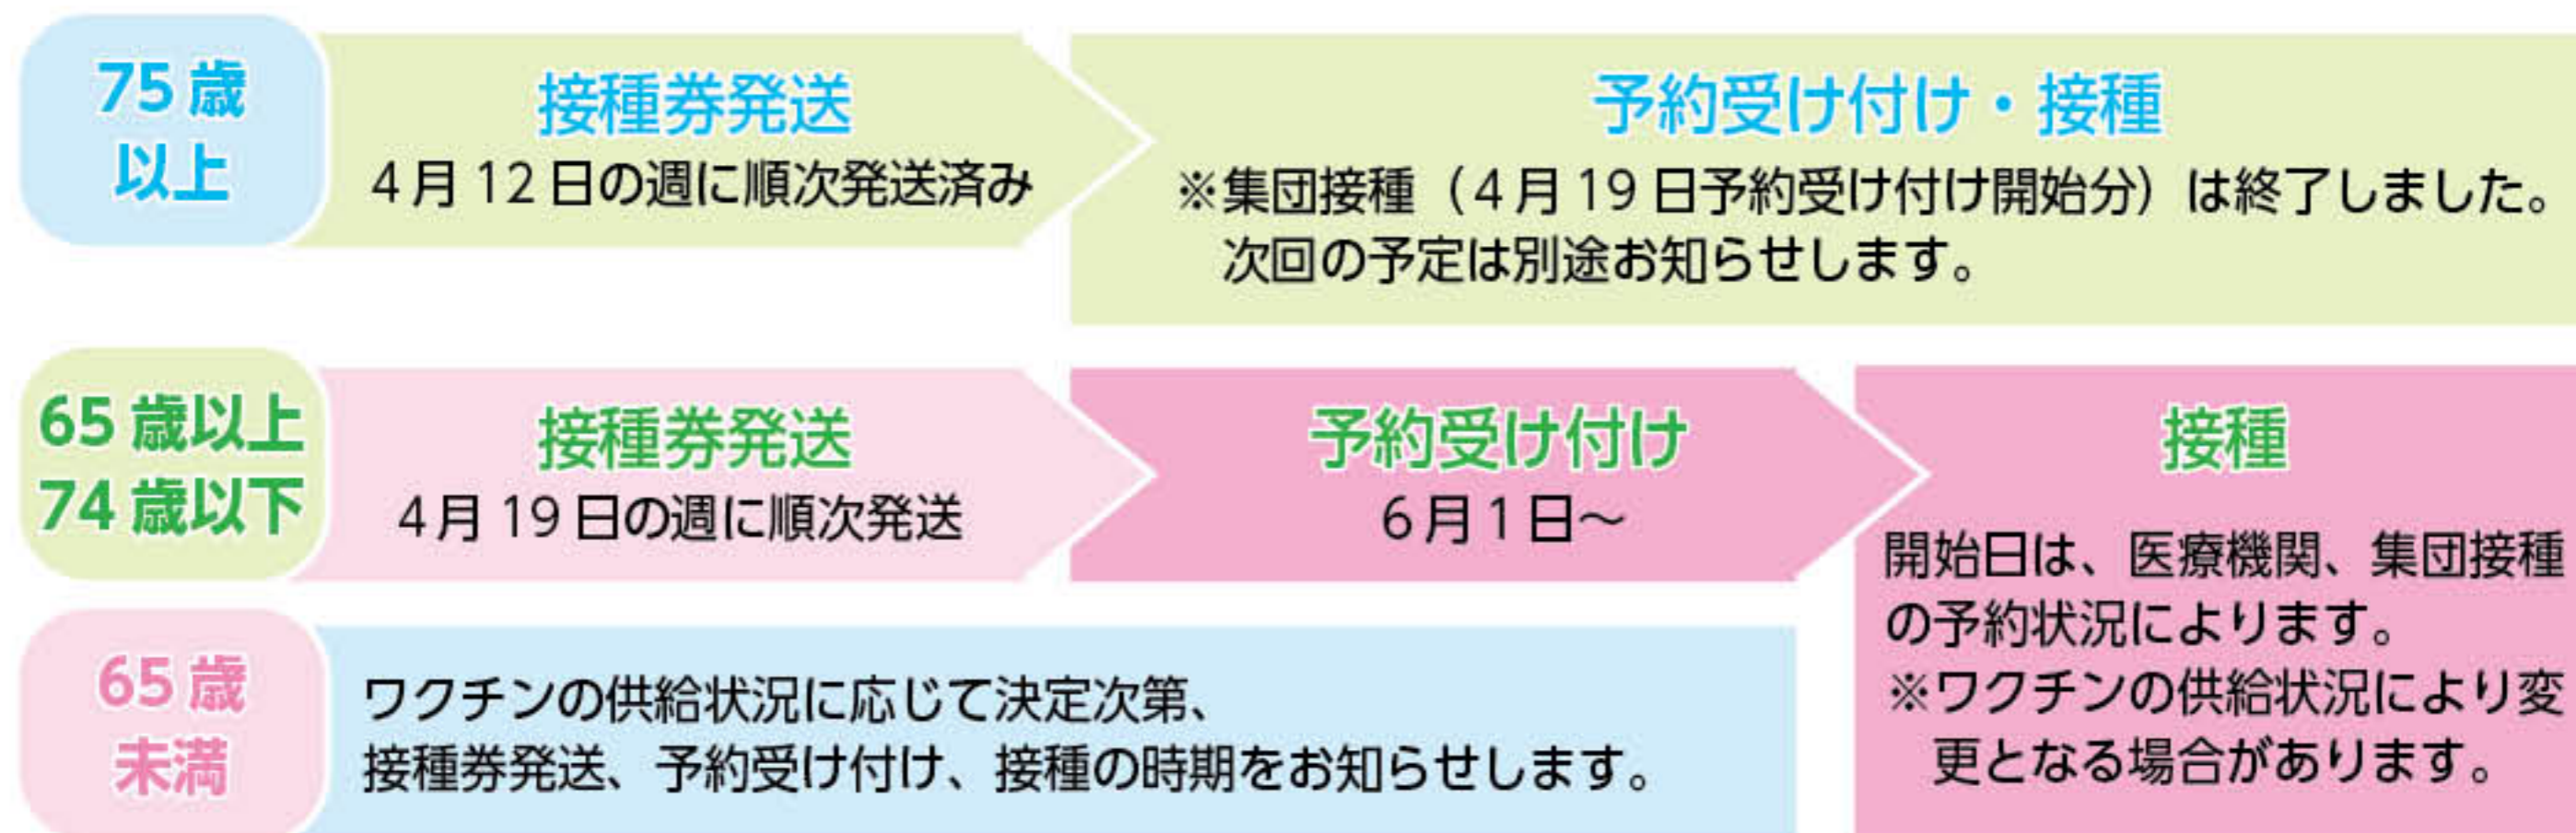 75歳
以上
接種券発送
4月12日の週に順次発送済み
予約受け付け・接種
※集団接種（4月19日予約受け付け開始分）は終了しました。
次回の予定は別途お知らせします。
65歳以上
74歳以下
接種券発送
4月19日の週に順次発送
予約受け付け
6月1日～
接種
開始日は、医療機関、集団接種
の予約状況によります。
※ワクチンの供給状況により変
更となる場合があります。
65歳
未満
ワクチンの供給状況に応じて決定次第、
接種券発送、予約受け付け、接種の時期をお知らせします。